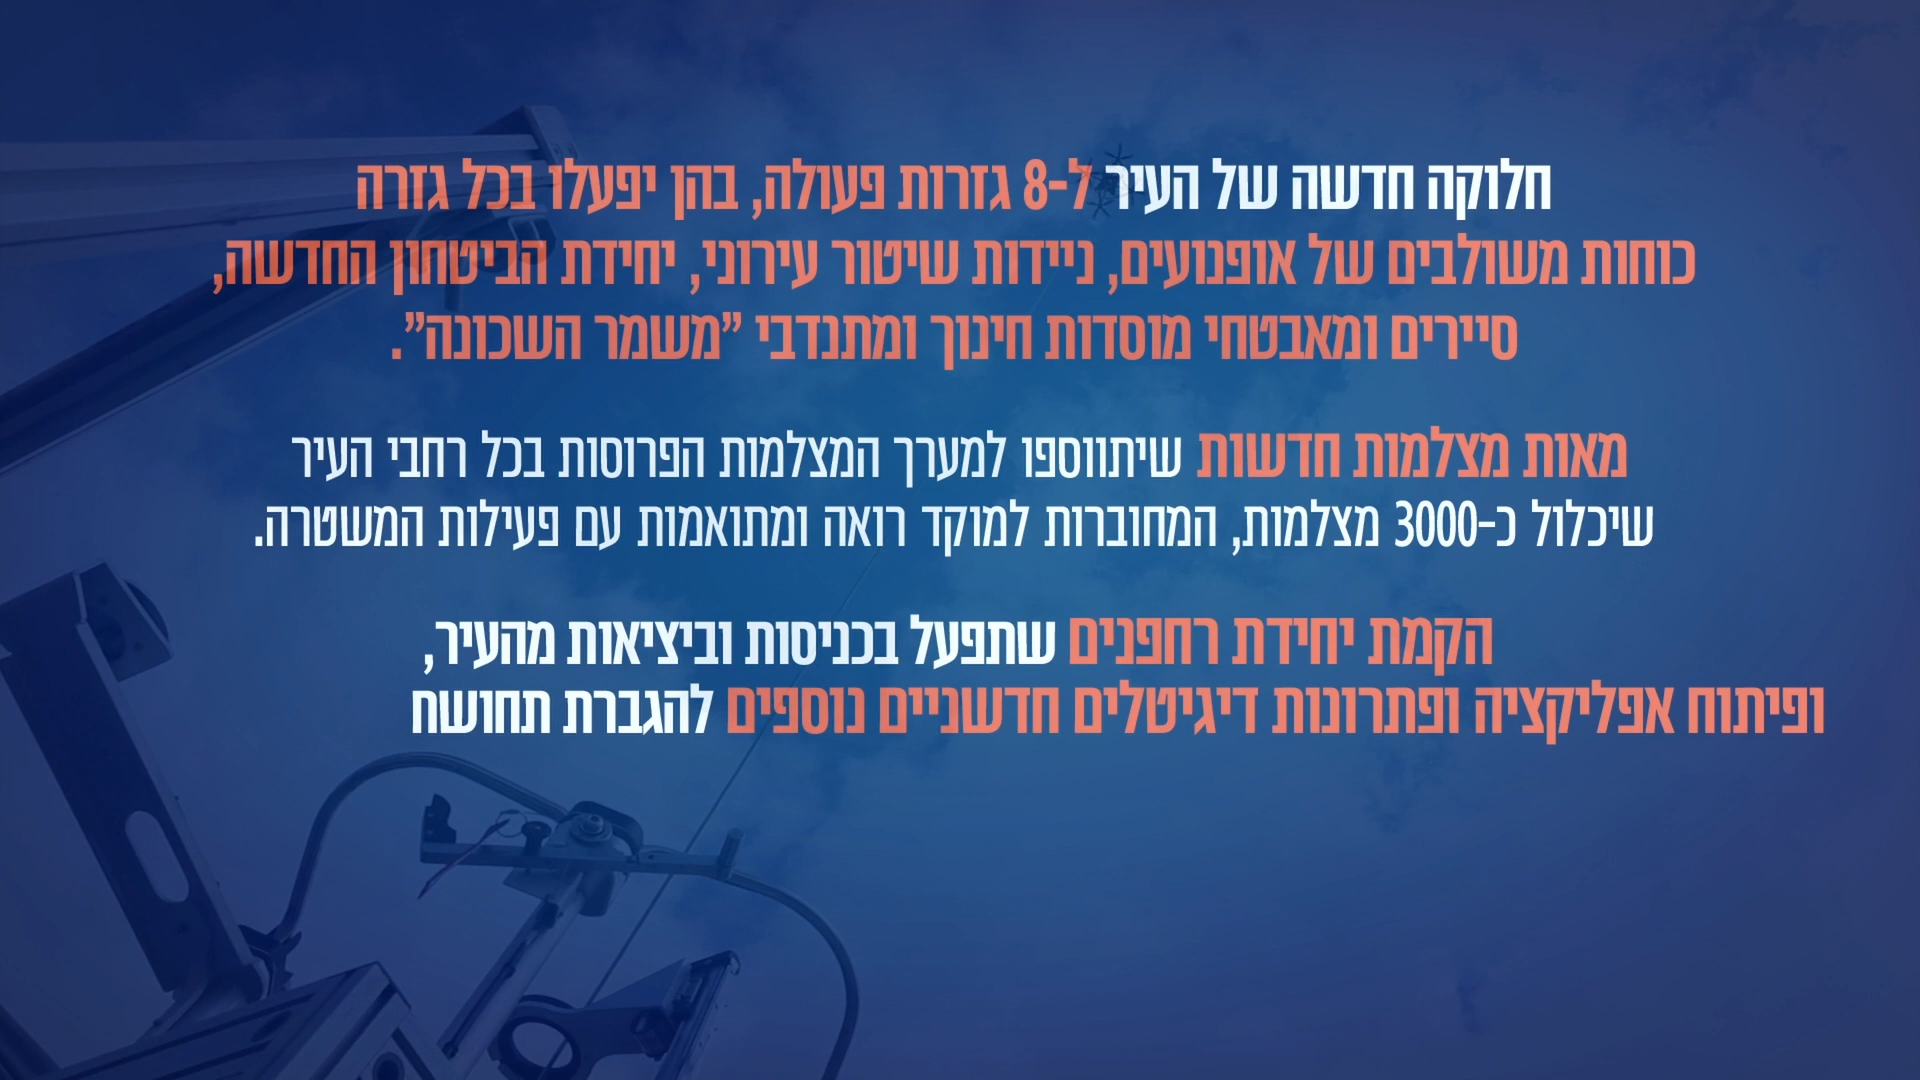 חלוקה חדשה של העיר ל-8 גזרות פעולה, בהן יפעלו בכל גזרה
כוחות משולבים של אופנועים, ניידות שיטור עירוני, יחידת הביטחון החדשה,
סיירים ומאבטחי מוסדות חינוך ומתנדבי "משמר השכונה".
מאות מצלמות חדשות שיתווספו למערך המצלמות הפרוסות בכל רחבי העיר
שיכלול כ-3000 מצלמות, המחוברות למוקד רואה ומתואמות עם פעילות המשטרה.
הקמת יחידת רחפנים שתפעל בכניסות וביציאות מהעיר,
ופיתוח אפליקציה ופתרונות דיגיטלים חדשניים נוספים להגברת תחושח